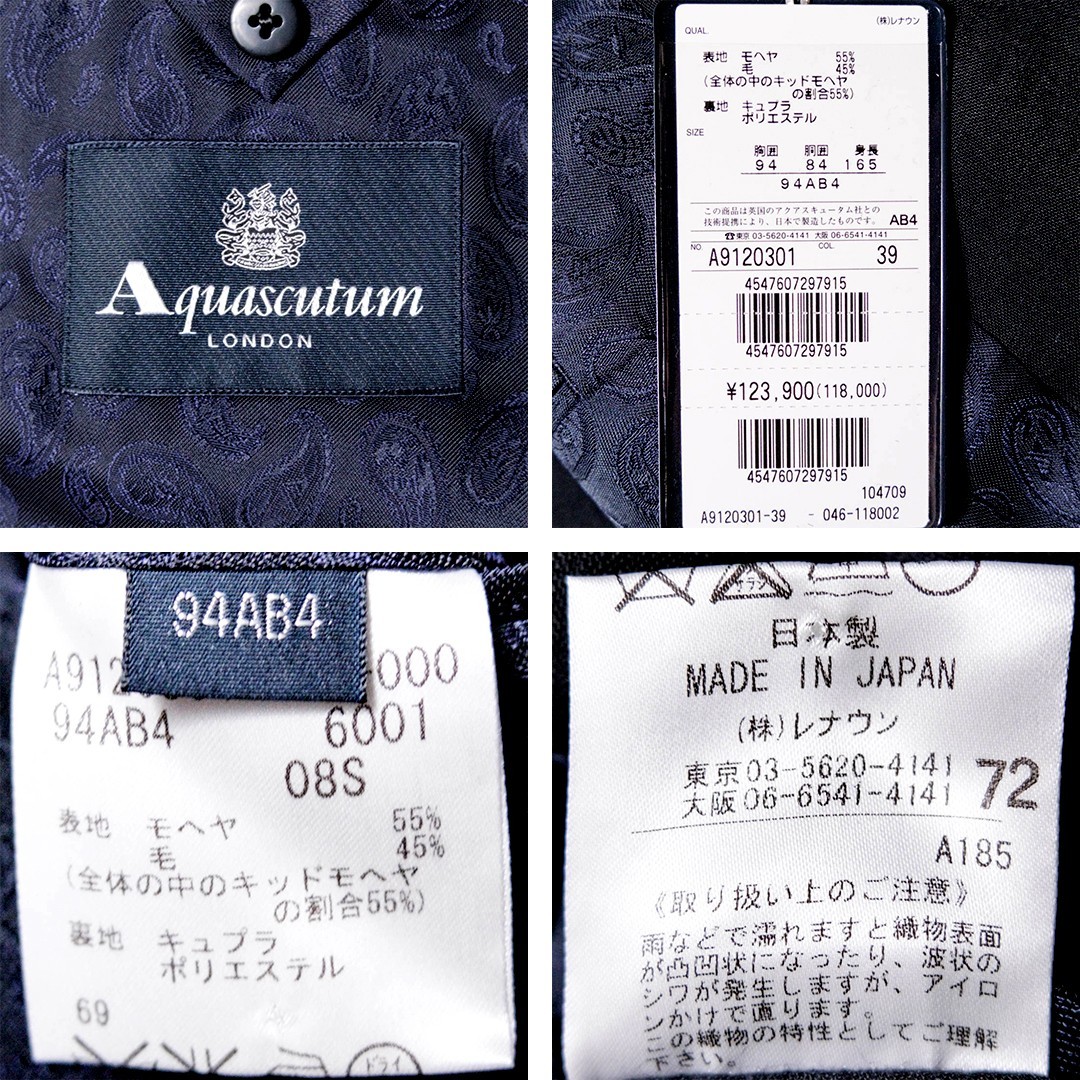 Aquascutum
LONDON
(株)レナウン
QUAL.
表地 モヘヤ 55%
毛 45%
(全体の中のキッドモヘヤ
の割合55%)
裏地 キュプラ
ポリエステル
SIZE
胸囲 胴囲 身長
94 84 165
94AB4
この商品は英国のアクアスキュータム社との
技術提携により、日本で製造したものです。 AB4
☎東京 03-5620-4141 大阪 06-6541-4141
NO. A9120301 COL. 39
4547607297915
4547607297915
¥123,900(118,000)
4547607297915
104709
A9120301-39 - 046-118002
94AB4
A912 -000
94AB4 6001
08S
表地 モヘヤ 55%
毛 45%
(全体の中のキッドモヘヤ
の割合55%)
裏地 キュプラ
ポリエステル
69
ドライ
ドライ
日本製
MADE IN JAPAN
(株)レナウン
東京03-5620-4141 72
大阪06-6541-4141
A185
《取り扱い上のご注意》
雨などで濡れますと織物表面
が凸凹状になったり、波状の
シワが発生しますが、アイロ
ンかけで直ります。
この織物の特性としてご理解
下さい。